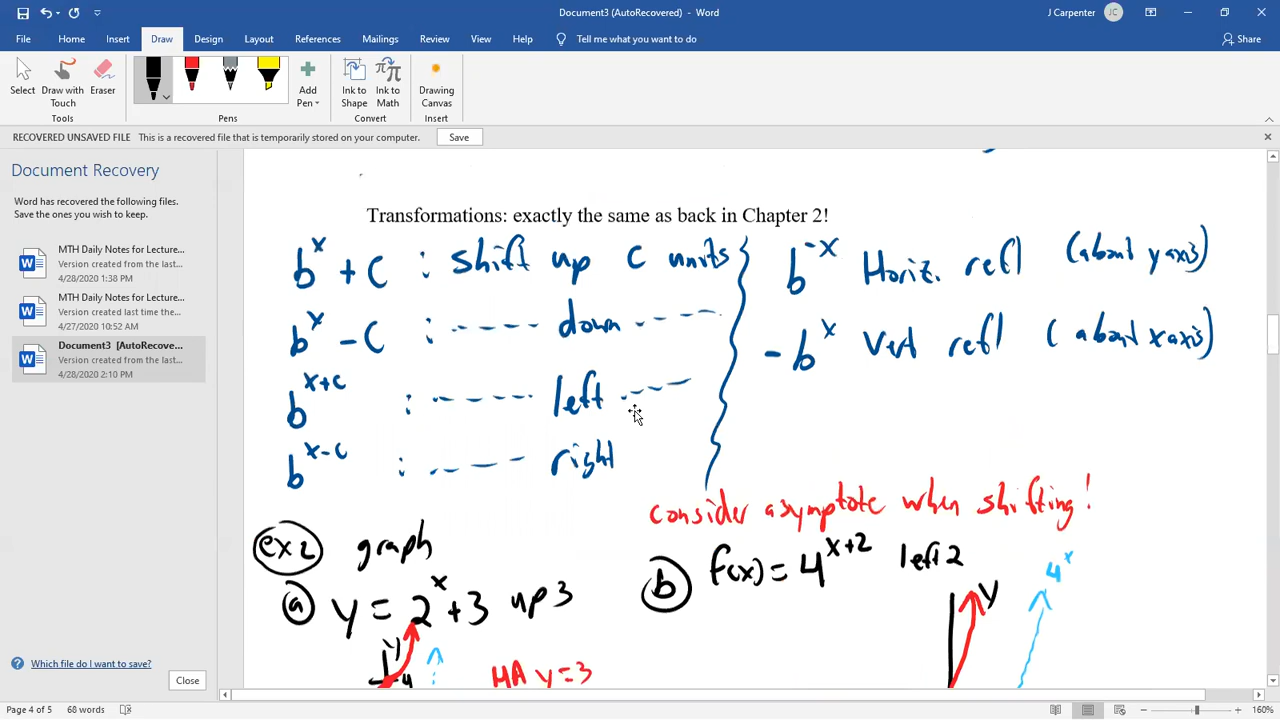 Document3 (AutoRecovered) - Word
J Carpenter
JC
File Home Insert Draw Design Layout References Mailings Review View Help Tell me what you want to do
Share
Select
Draw with Touch
Eraser
Add Pen
Ink to Shape
Ink to Math
Drawing Canvas
Tools
Pens
Convert
Insert
RECOVERED UNSAVED FILE This is a recovered file that is temporarily stored on your computer.
Save
Document Recovery
Word has recovered the following files.
Save the ones you wish to keep.
MTH Daily Notes for Lecture...
Version created from the last...
4/28/2020 1:38 PM
MTH Daily Notes for Lecture...
Version created last time the...
4/27/2020 10:52 AM
Document3 [AutoRecove...
Version created from the last...
4/28/2020 2:10 PM
Which file do I want to save?
Close
Transformations: exactly the same as back in Chapter 2!
b^x + C : shift up C units
b^x - C : ---- down ----
b^{x+c} : ---- left ----
b^{x-c} : ---- right
b^{-x} Horiz. refl (about y axis)
-b^x Vert refl (about x axis)
consider asymptote when shifting!
ex 2 graph
a y = 2^x + 3 up 3
y
4
HA y = 3
b f(x) = 4^{x+2} left 2
y
4^x
Page 4 of 5 68 words
160%